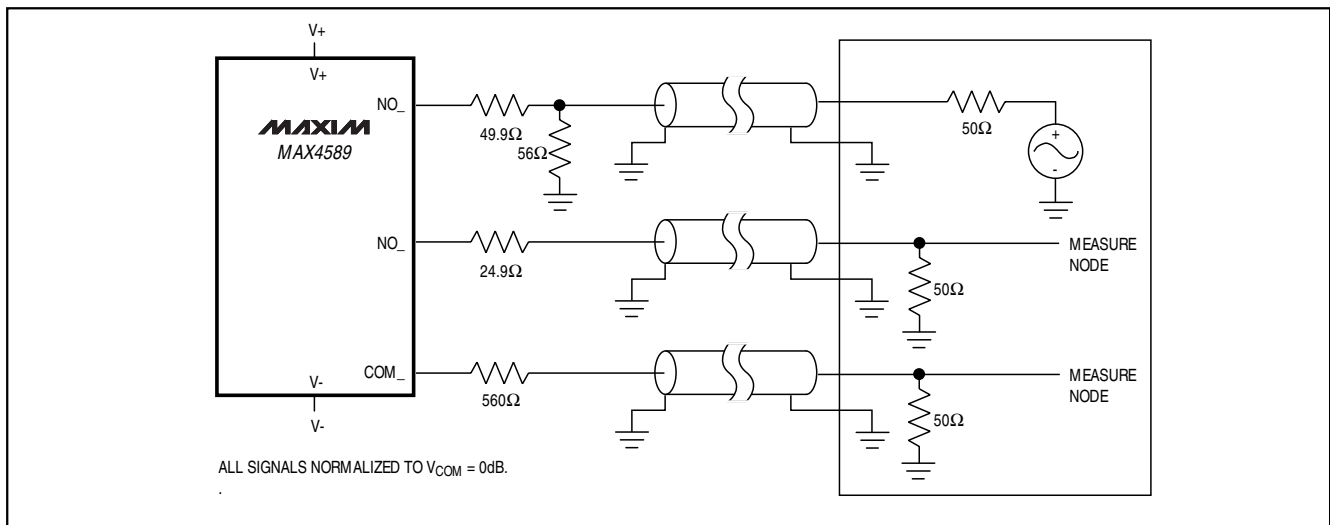 V+
V+
NO_
MAXIM
MAX4589
49.9Ω
56Ω
50Ω
+
-
NO_
24.9Ω
MEASURE
NODE
50Ω
COM_
V-
560Ω
MEASURE
NODE
50Ω
V-
ALL SIGNALS NORMALIZED TO VCOM = 0dB.
.